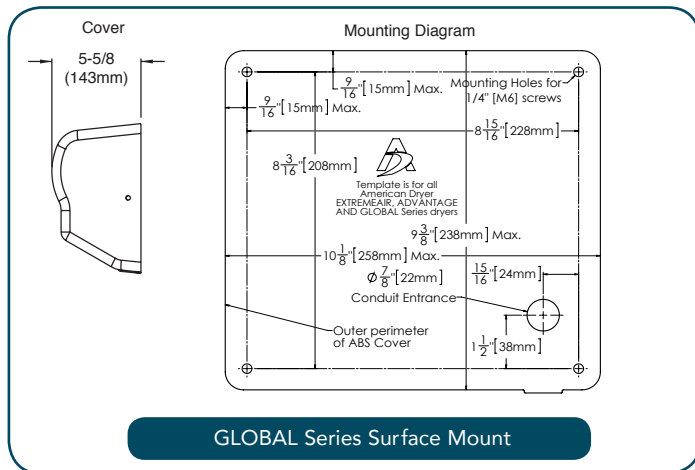 Cover
5-5/8
(143mm)
Mounting Diagram
9/16"[15mm] Max.
9/16"[15mm] Max.
Mounting Holes for
1/4" [M6] screws
8 15/16"[228mm]
8 3/16"[208mm]
AD
Template is for all
American Dryer
EXTREMEAIR, ADVANTAGE
AND GLOBAL Series dryers
9 3/8"[238mm] Max.
10 1/8"[258mm] Max.
Ø 7/8"[22mm]
15/16"[24mm]
Conduit Entrance
Outer perimeter
of ABS Cover
1 1/2"[38mm]
GLOBAL Series Surface Mount